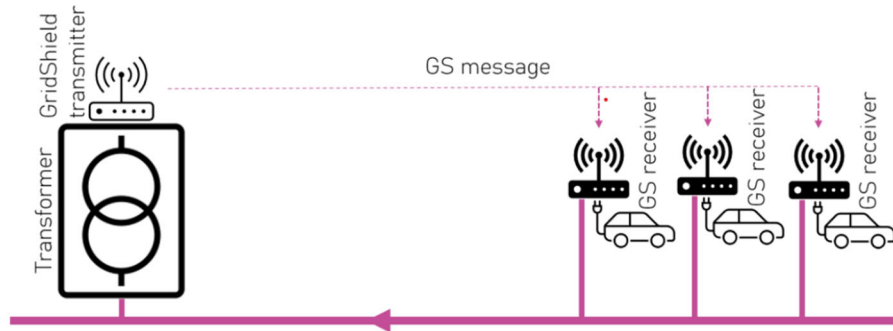 GridShield
transmitter
GS message
Transformer
GS receiver
GS receiver
GS receiver